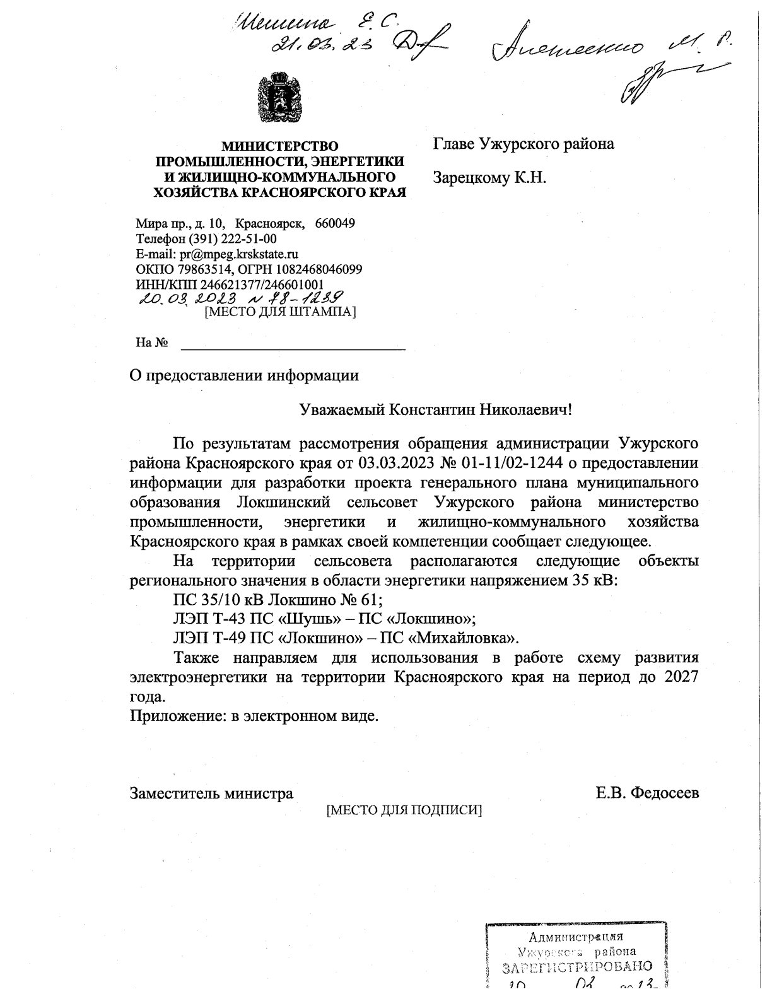 Шешина Е.С.
21.03.23
М.
МИНИСТЕРСТВО
ПРОМЫШЛЕННОСТИ, ЭНЕРГЕТИКИ
И ЖИЛИЩНО-КОММУНАЛЬНОГО
ХОЗЯЙСТВА КРАСНОЯРСКОГО КРАЯ
Мира пр., д. 10, Красноярск, 660049
Телефон (391) 222-51-00
E-mail: pr@mpeg.krskstate.ru
ОКПО 79863514, ОГРН 1082468046099
ИНН/КПП 246621377/246601001
20.03.2023 N 78-1239
[МЕСТО ДЛЯ ШТАМПА]
На №
Главе Ужурского района
Зарецкому К.Н.
О предоставлении информации
Уважаемый Константин Николаевич!
По результатам рассмотрения обращения администрации Ужурского
района Красноярского края от 03.03.2023 № 01-11/02-1244 о предоставлении
информации для разработки проекта генерального плана муниципального
образования Локшинский сельсовет Ужурского района министерство
промышленности, энергетики и жилищно-коммунального хозяйства
Красноярского края в рамках своей компетенции сообщает следующее.
На территории сельсовета располагаются следующие объекты
регионального значения в области энергетики напряжением 35 кВ:
ПС 35/10 кВ Локшино № 61;
ЛЭП Т-43 ПС «Шушь» – ПС «Локшино»;
ЛЭП Т-49 ПС «Локшино» – ПС «Михайловка».
Также направляем для использования в работе схему развития
электроэнергетики на территории Красноярского края на период до 2027
года.
Приложение: в электронном виде.
Заместитель министра
Е.В. Федосеев
[МЕСТО ДЛЯ ПОДПИСИ]
Администрация
Ужурского района
ЗАРЕГИСТРИРОВАНО